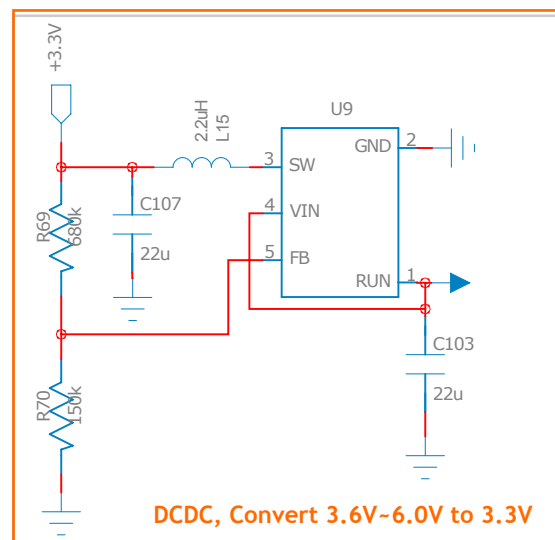 +3.3V
2.2uH
L15
U9
GND
2
3
SW
4
VIN
5
FB
RUN
1
C107
22u
R69
680k
R70
150k
C103
22u
DCDC, Convert 3.6V~6.0V to 3.3V